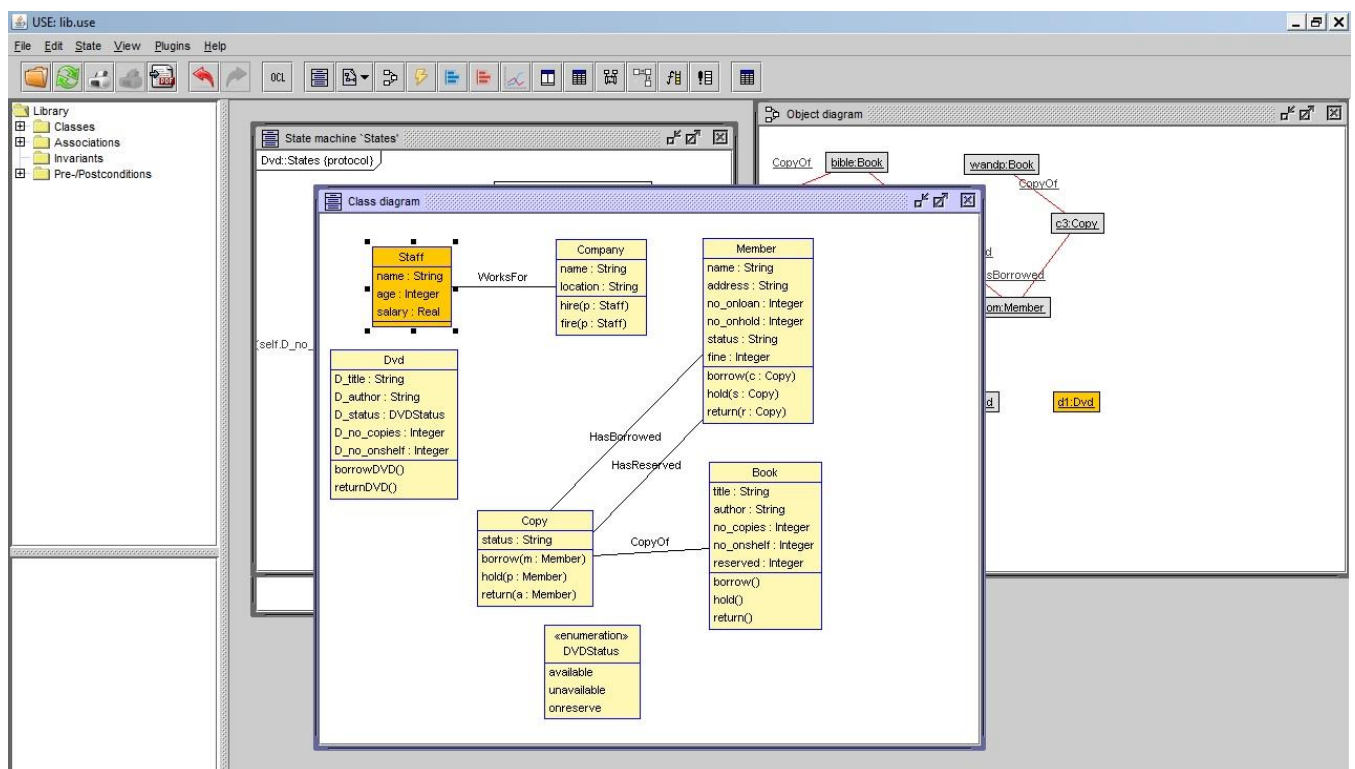 USE: lib.use
File Edit State View Plugins Help
OCL
Library
Classes
Associations
Invariants
Pre-/Postconditions
State machine `States'
Dvd::States {protocol}
Object diagram
CopyOf
bible:Book
wandp:Book
CopyOf
c3:Copy
sBorrowed
om:Member
d
d
d1:Dvd
[self.D_no_
Class diagram
Staff
name : String
age : Integer
salary : Real
WorksFor
Company
name : String
location : String
hire(p : Staff)
fire(p : Staff)
Member
name : String
address : String
no_onloan : Integer
no_onhold : Integer
status : String
fine : Integer
borrow(c : Copy)
hold(s : Copy)
return(r : Copy)
Dvd
D_title : String
D_author : String
D_status : DVDStatus
D_no_copies : Integer
D_no_onshelf : Integer
borrowDVD()
returnDVD()
HasBorrowed
HasReserved
Copy
status : String
borrow(m : Member)
hold(p : Member)
return(a : Member)
CopyOf
Book
title : String
author : String
no_copies : Integer
no_onshelf : Integer
reserved : Integer
borrow()
hold()
return()
«enumeration»
DVDStatus
available
unavailable
onreserve